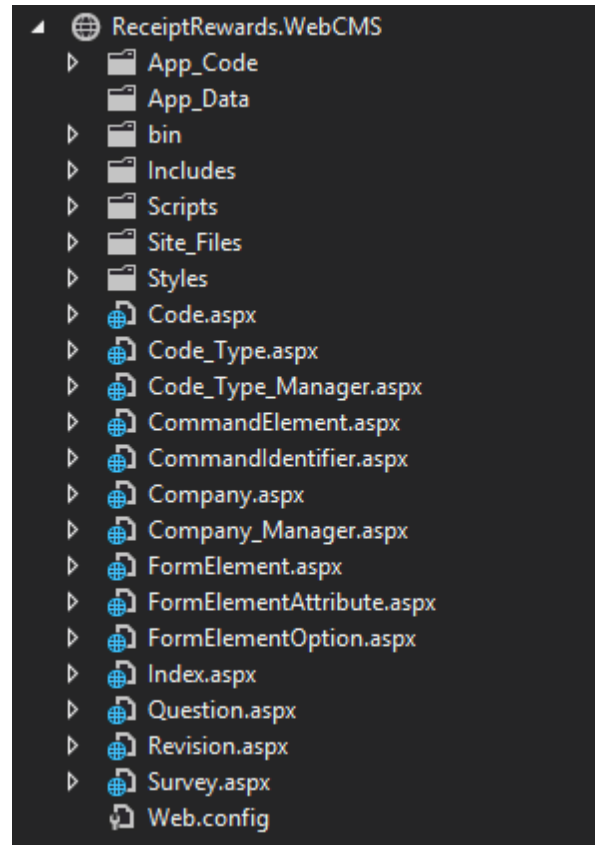 ReceiptRewards.WebCMS
App_Code
App_Data
bin
Includes
Scripts
Site_Files
Styles
Code.aspx
Code_Type.aspx
Code_Type_Manager.aspx
CommandElement.aspx
CommandIdentifier.aspx
Company.aspx
Company_Manager.aspx
FormElement.aspx
FormElementAttribute.aspx
FormElementOption.aspx
Index.aspx
Question.aspx
Revision.aspx
Survey.aspx
Web.config